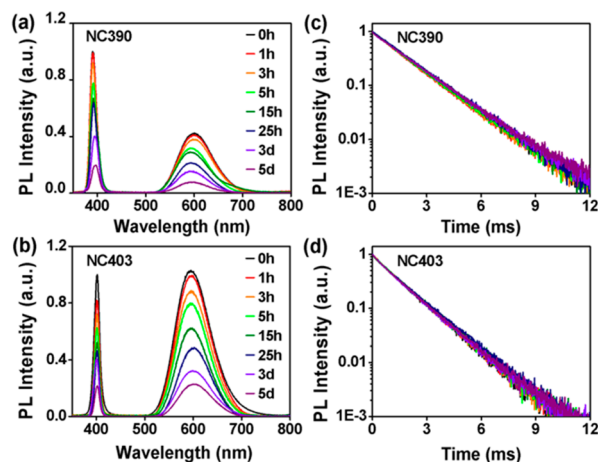 (a)
NC390
0h
1h
3h
5h
15h
25h
3d
5d
PL Intensity (a.u.)
1.2
0.8
0.4
0.0
400 500 600 700 800
Wavelength (nm)
(c)
NC390
PL Intensity (a.u.)
1
0.1
0.01
1E-3
0 3 6 9 12
Time (ms)
(b)
NC403
0h
1h
3h
5h
15h
25h
3d
5d
PL Intensity (a.u.)
1.2
0.8
0.4
0.0
400 500 600 700 800
Wavelength (nm)
(d)
NC403
PL Intensity (a.u.)
1
0.1
0.01
1E-3
0 3 6 9 12
Time (ms)